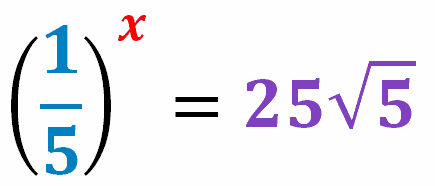 (1/5)^x = 25√5